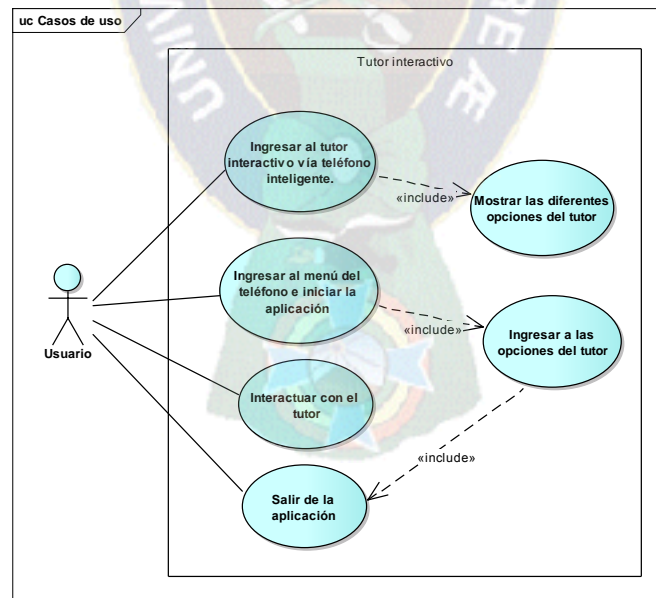 uc Casos de uso
Tutor interactivo
Ingresar al tutor
interactivo vía teléfono
inteligente.
«include»
Mostrar las diferentes
opciones del tutor
Ingresar al menú del
teléfono e iniciar la
aplicación
«include»
Ingresar a las
opciones del tutor
Usuario
Interactuar con el
tutor
«include»
Salir de la
aplicación